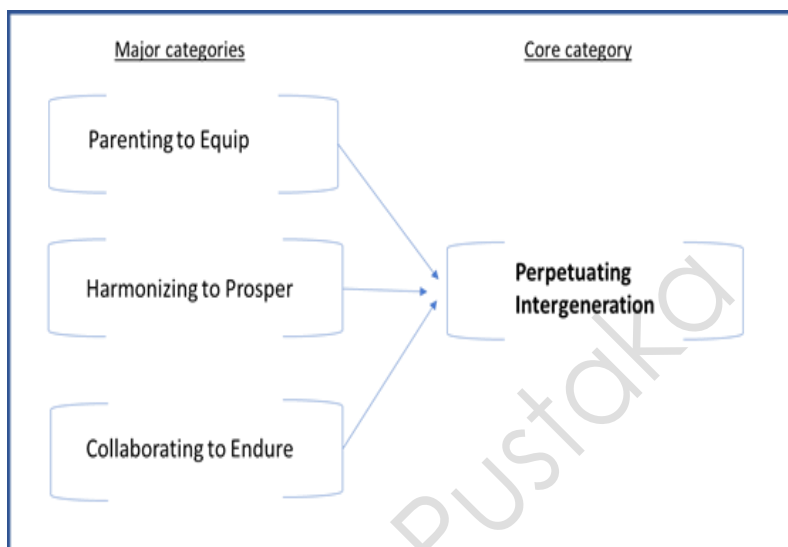 Major categories
Core category
Parenting to Equip
Harmonizing to Prosper
Perpetuating
Intergeneration
Collaborating to Endure
Pustaka